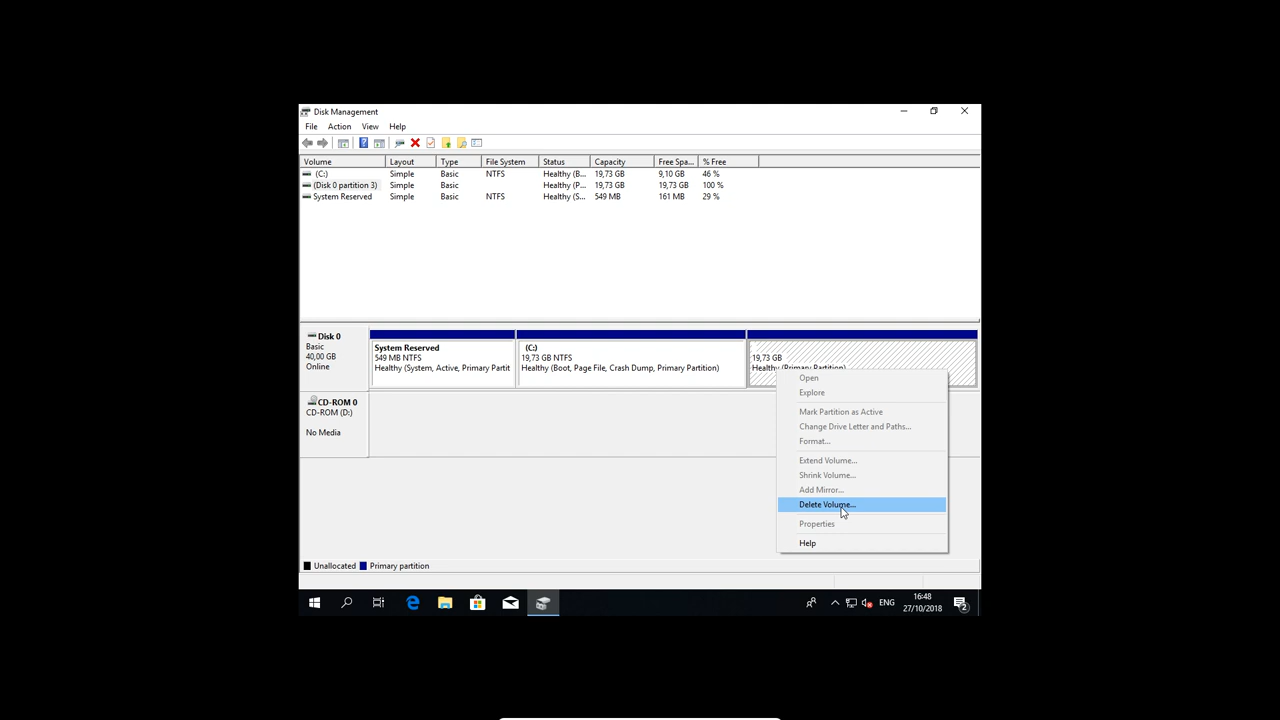 Disk Management
File Action View Help
Volume Layout Type File System Status Capacity Free Spa... % Free
(C:) Simple Basic NTFS Healthy (B... 19,73 GB 9,10 GB 46 %
(Disk 0 partition 3) Simple Basic Healthy (P... 19,73 GB 19,73 GB 100 %
System Reserved Simple Basic NTFS Healthy (S... 549 MB 161 MB 29 %
Disk 0
Basic
40,00 GB
Online
System Reserved
549 MB NTFS
Healthy (System, Active, Primary Partit
(C:)
19,73 GB NTFS
Healthy (Boot, Page File, Crash Dump, Primary Partition)
19,73 GB
Healthy (Primary Partition)
CD-ROM 0
CD-ROM (D:)
No Media
Open
Explore
Mark Partition as Active
Change Drive Letter and Paths...
Format...
Extend Volume...
Shrink Volume...
Add Mirror...
Delete Volume...
Properties
Help
Unallocated Primary partition
ENG
16:48
27/10/2018
2